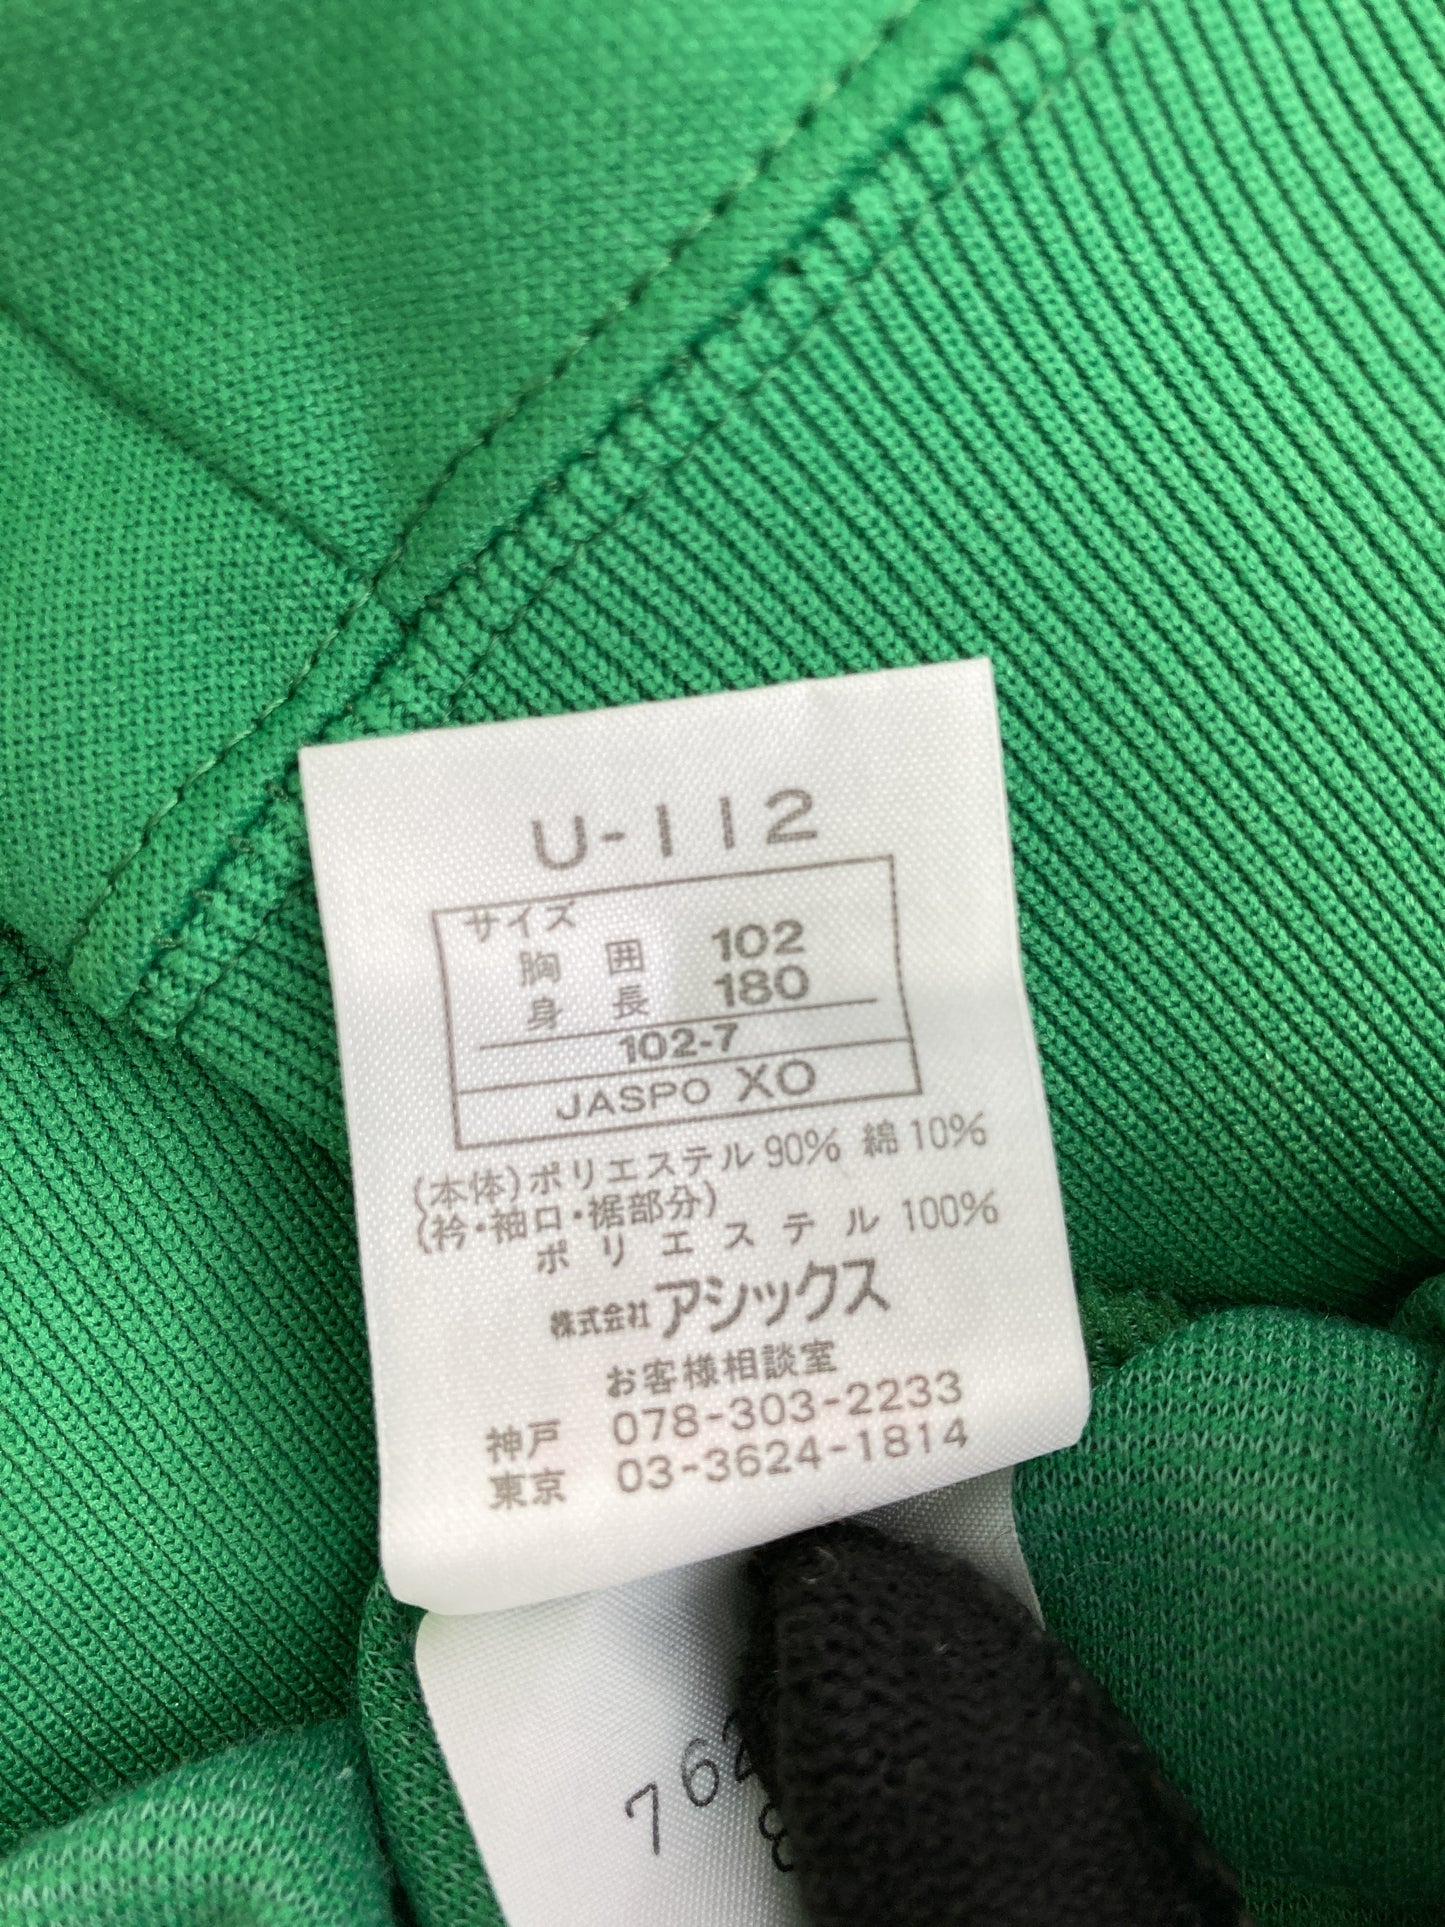 U-112
サイズ
胸 囲 102
身 長 180
102-7
JASPO XO
(本体)ポリエステル 90% 綿 10%
(衿・袖口・裾部分)
ポリエステル 100%
株式会社 アシックス
お客様相談室
神戸 078-303-2233
東京 03-3624-1814